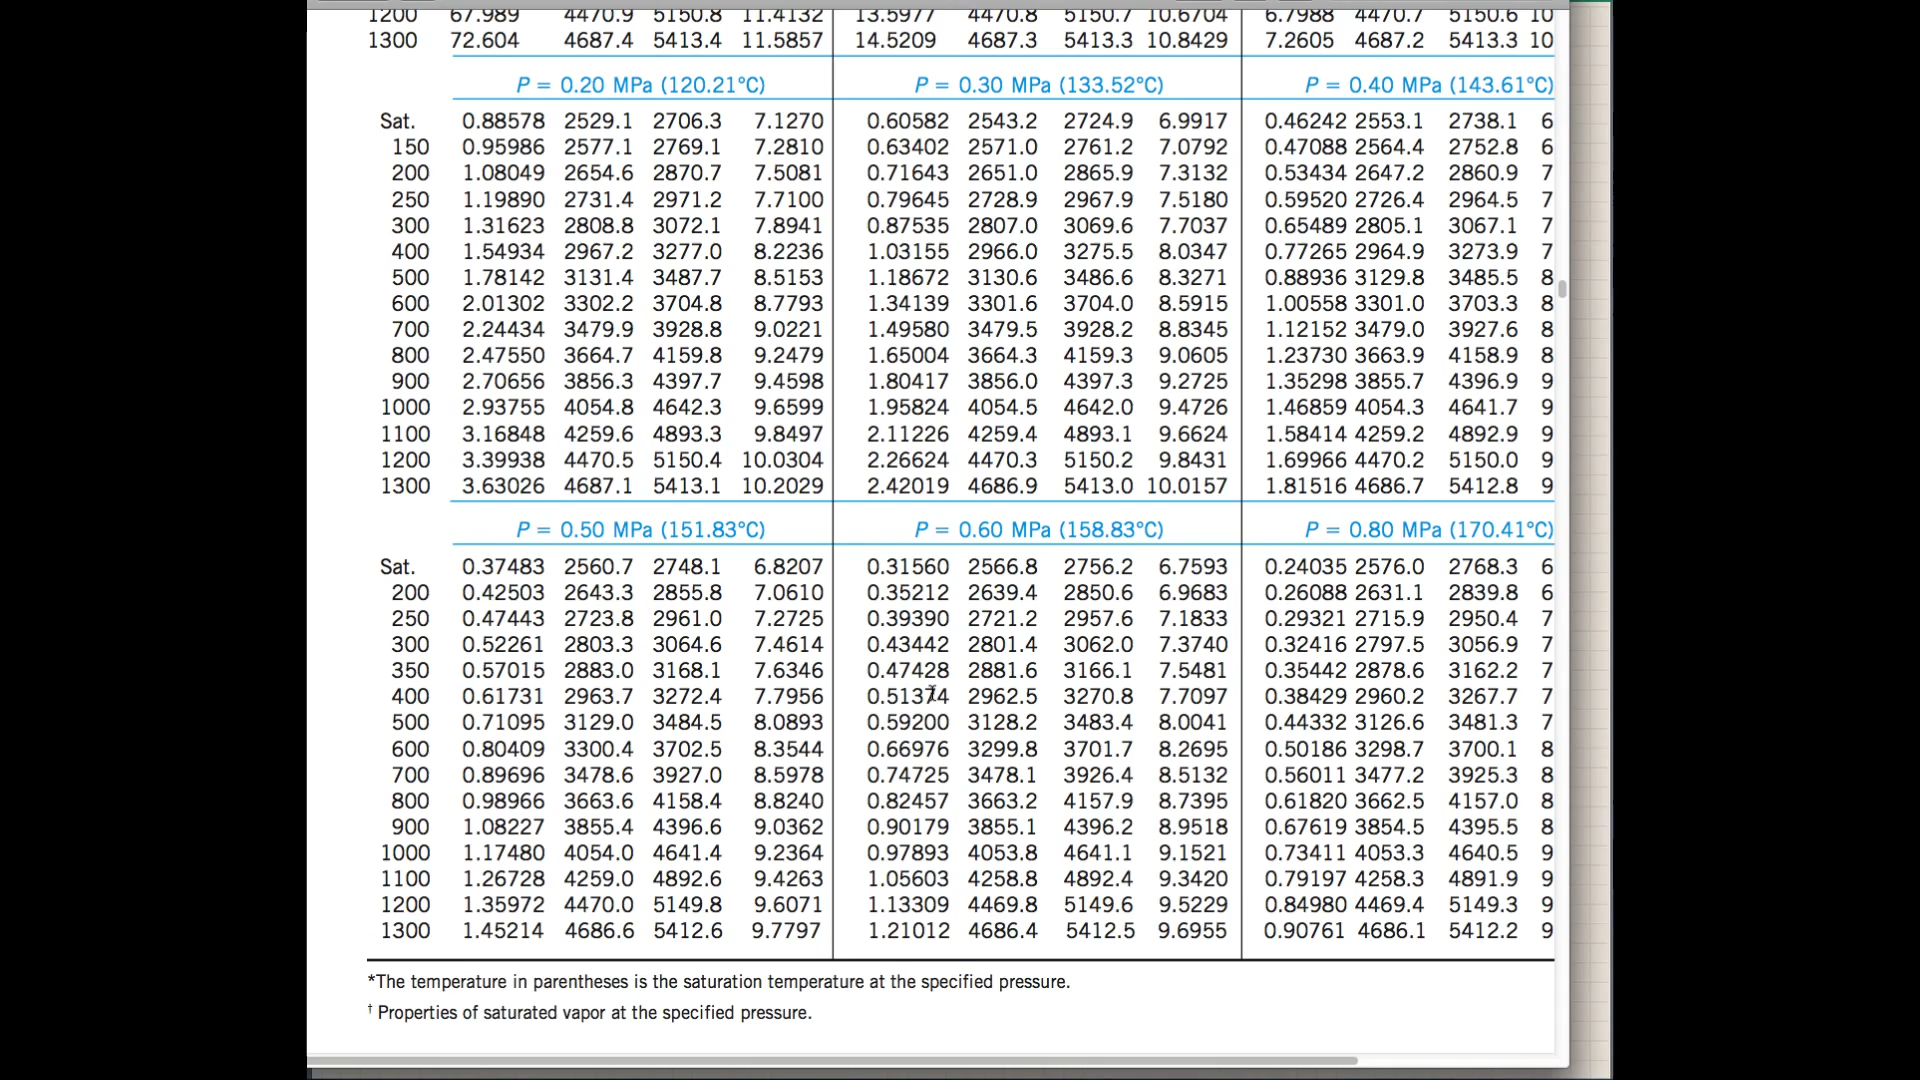 1200 67.989 4470.9 5150.8 11.4132 13.5977 4470.8 5150.7 10.6704 6.7988 4470.7 5150.6 10
1300 72.604 4687.4 5413.4 11.5857 14.5209 4687.3 5413.3 10.8429 7.2605 4687.2 5413.3 10
P = 0.20 MPa (120.21°C) P = 0.30 MPa (133.52°C) P = 0.40 MPa (143.61°C)
Sat. 0.88578 2529.1 2706.3 7.1270 0.60582 2543.2 2724.9 6.9917 0.46242 2553.1 2738.1 6
150 0.95986 2577.1 2769.1 7.2810 0.63402 2571.0 2761.2 7.0792 0.47088 2564.4 2752.8 6
200 1.08049 2654.6 2870.7 7.5081 0.71643 2651.0 2865.9 7.3132 0.53434 2647.2 2860.9 7
250 1.19890 2731.4 2971.2 7.7100 0.79645 2728.9 2967.9 7.5180 0.59520 2726.4 2964.5 7
300 1.31623 2808.8 3072.1 7.8941 0.87535 2807.0 3069.6 7.7037 0.65489 2805.1 3067.1 7
400 1.54934 2967.2 3277.0 8.2236 1.03155 2966.0 3275.5 8.0347 0.77265 2964.9 3273.9 7
500 1.78142 3131.4 3487.7 8.5153 1.18672 3130.6 3486.6 8.3271 0.88936 3129.8 3485.5 8
600 2.01302 3302.2 3704.8 8.7793 1.34139 3301.6 3704.0 8.5915 1.00558 3301.0 3703.3 8
700 2.24434 3479.9 3928.8 9.0221 1.49580 3479.5 3928.2 8.8345 1.12152 3479.0 3927.6 8
800 2.47550 3664.7 4159.8 9.2479 1.65004 3664.3 4159.3 9.0605 1.23730 3663.9 4158.9 8
900 2.70656 3856.3 4397.7 9.4598 1.80417 3856.0 4397.3 9.2725 1.35298 3855.7 4396.9 9
1000 2.93755 4054.8 4642.3 9.6599 1.95824 4054.5 4642.0 9.4726 1.46859 4054.3 4641.7 9
1100 3.16848 4259.6 4893.3 9.8497 2.11226 4259.4 4893.1 9.6624 1.58414 4259.2 4892.9 9
1200 3.39938 4470.5 5150.4 10.0304 2.26624 4470.3 5150.2 9.8431 1.69966 4470.2 5150.0 9
1300 3.63026 4687.1 5413.1 10.2029 2.42019 4686.9 5413.0 10.0157 1.81516 4686.7 5412.8 9
P = 0.50 MPa (151.83°C) P = 0.60 MPa (158.83°C) P = 0.80 MPa (170.41°C)
Sat. 0.37483 2560.7 2748.1 6.8207 0.31560 2566.8 2756.2 6.7593 0.24035 2576.0 2768.3 6
200 0.42503 2643.3 2855.8 7.0610 0.35212 2639.4 2850.6 6.9683 0.26088 2631.1 2839.8 6
250 0.47443 2723.8 2961.0 7.2725 0.39390 2721.2 2957.6 7.1833 0.29321 2715.9 2950.4 7
300 0.52261 2803.3 3064.6 7.4614 0.43442 2801.4 3062.0 7.3740 0.32416 2797.5 3056.9 7
350 0.57015 2883.0 3168.1 7.6346 0.47428 2881.6 3166.1 7.5481 0.35442 2878.6 3162.2 7
400 0.61731 2963.7 3272.4 7.7956 0.51374 2962.5 3270.8 7.7097 0.38429 2960.2 3267.7 7
500 0.71095 3129.0 3484.5 8.0893 0.59200 3128.2 3483.4 8.0041 0.44332 3126.6 3481.3 7
600 0.80409 3300.4 3702.5 8.3544 0.66976 3299.8 3701.7 8.2695 0.50186 3298.7 3700.1 8
700 0.89696 3478.6 3927.0 8.5978 0.74725 3478.1 3926.4 8.5132 0.56011 3477.2 3925.3 8
800 0.98966 3663.6 4158.4 8.8240 0.82457 3663.2 4157.9 8.7395 0.61820 3662.5 4157.0 8
900 1.08227 3855.4 4396.6 9.0362 0.90179 3855.1 4396.2 8.9518 0.67619 3854.5 4395.5 8
1000 1.17480 4054.0 4641.4 9.2364 0.97893 4053.8 4641.1 9.1521 0.73411 4053.3 4640.5 9
1100 1.26728 4259.0 4892.6 9.4263 1.05603 4258.8 4892.4 9.3420 0.79197 4258.3 4891.9 9
1200 1.35972 4470.0 5149.8 9.6071 1.13309 4469.8 5149.6 9.5229 0.84980 4469.4 5149.3 9
1300 1.45214 4686.6 5412.6 9.7797 1.21012 4686.4 5412.5 9.6955 0.90761 4686.1 5412.2 9
*The temperature in parentheses is the saturation temperature at the specified pressure.
† Properties of saturated vapor at the specified pressure.